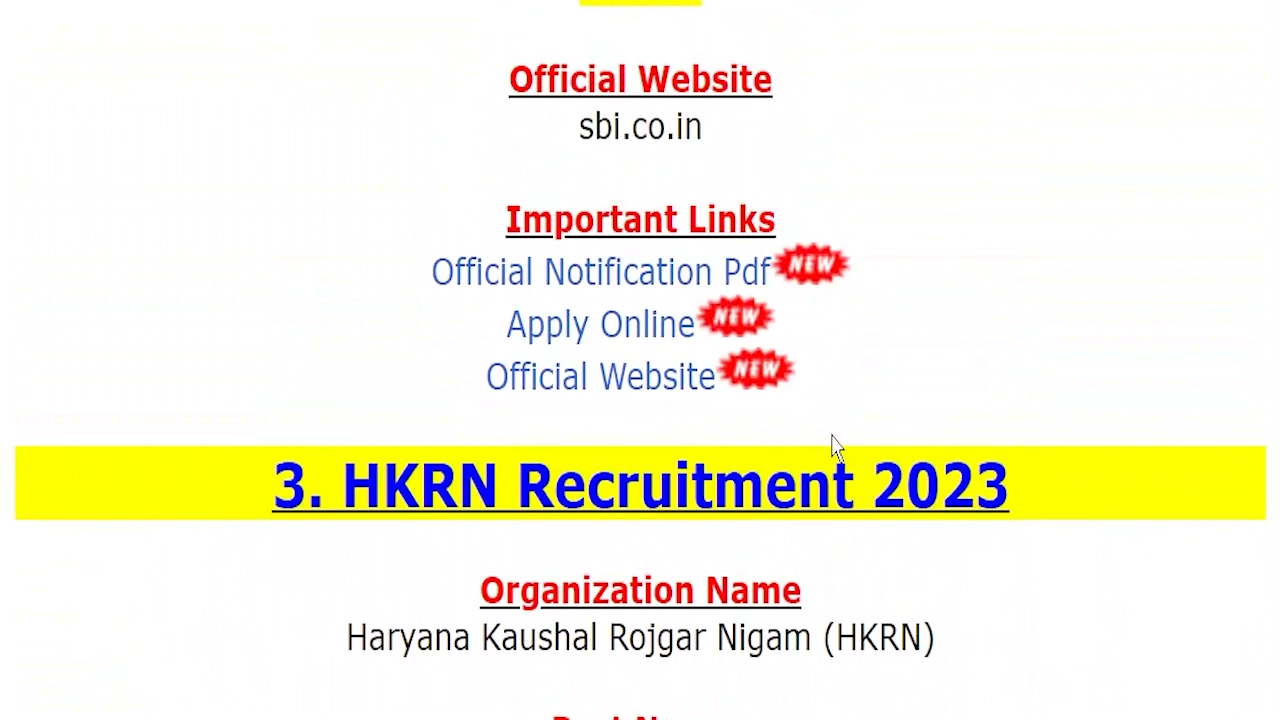 Official Website
sbi.co.in
Important Links
Official Notification Pdf NEW
Apply Online NEW
Official Website NEW
3. HKRN Recruitment 2023
Organization Name
Haryana Kaushal Rojgar Nigam (HKRN)